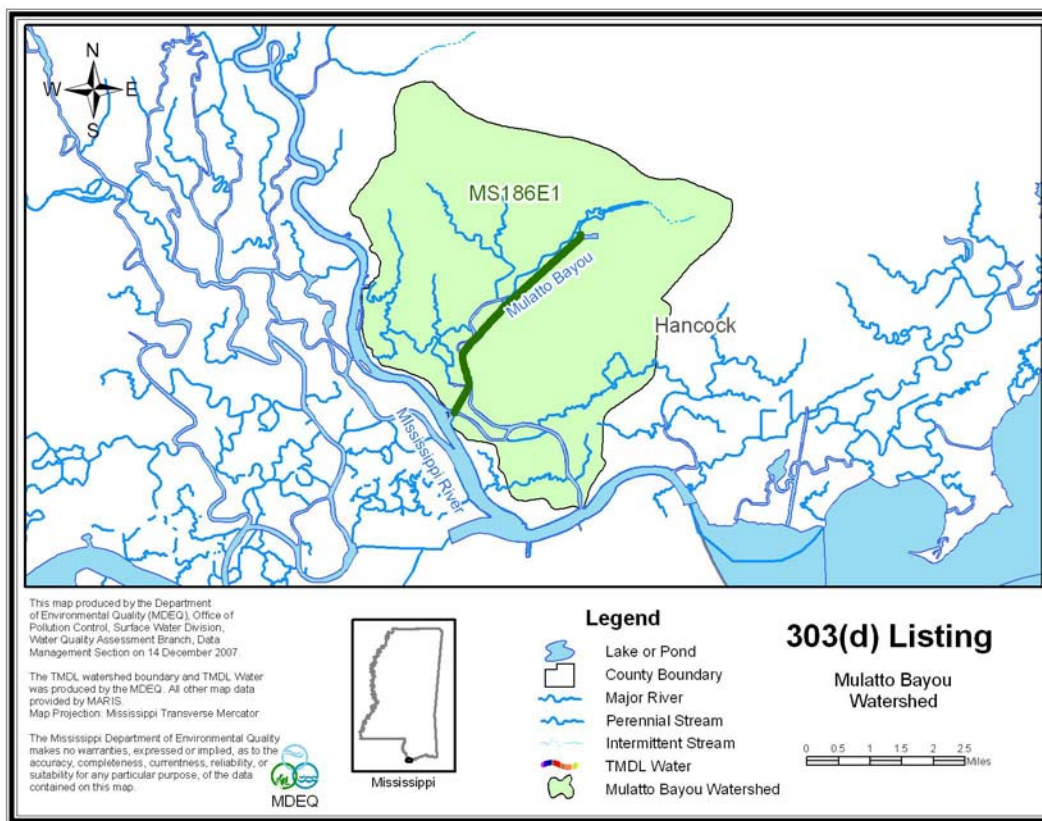 N
W E
S
MS186E1
Mulatto Bayou
Hancock
Mississippi River
This map produced by the Department
of Environmental Quality (MDEQ), Office of
Pollution Control, Surface Water Division,
Water Quality Assessment Branch, Data
Management Section on 14 December 2007.
The TMDL watershed boundary and TMDL Water
was produced by the MDEQ. All other map data
provided by MARIS.
Map Projection: Mississippi Transverse Mercator
The Mississippi Department of Environmental Quality
makes no warranties, expressed or implied, as to the
accuracy, completeness, currentness, reliability, or
suitability for any particular purpose, of the data
contained on this map.
MDEQ
Mississippi
Legend
Lake or Pond
County Boundary
Major River
Perennial Stream
Intermittent Stream
TMDL Water
Mulatto Bayou Watershed
303(d) Listing
Mulatto Bayou
Watershed
0 0.5 1 1.5 2 2.5
Miles